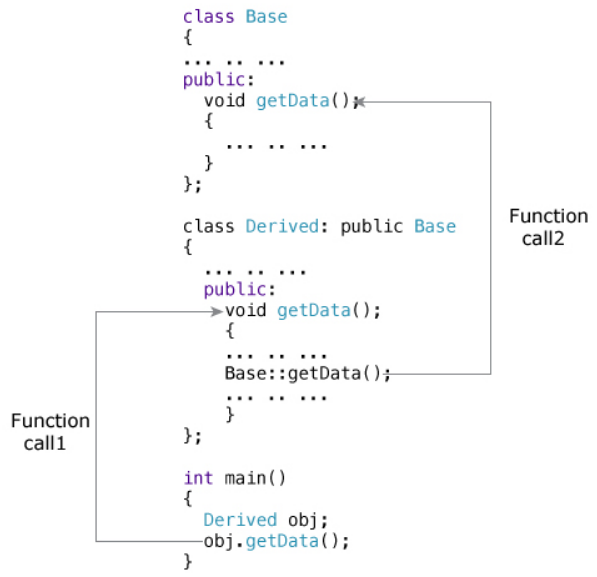 class Base
{
... .. ...
public:
void getData();
{
... .. ...
}
};
class Derived: public Base
{
... .. ...
public:
void getData();
{
... .. ...
Base::getData();
... .. ...
}
};
int main()
{
Derived obj;
obj.getData();
}
Function
call1
Function
call2